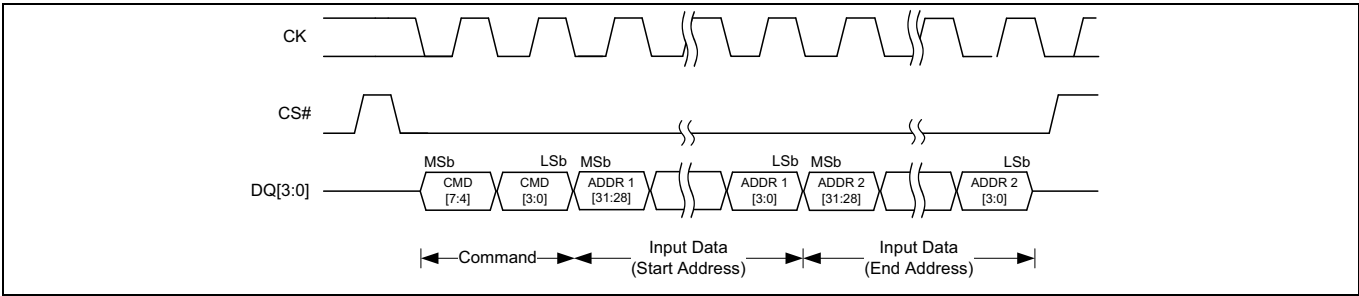 CK
CS#
MSb LSb MSb LSb MSb LSb
DQ[3:0] CMD CMD ADDR 1 ADDR 1 ADDR 2 ADDR 2
[7:4] [3:0] [31:28] [3:0] [31:28] [3:0]
Command Input Data Input Data
(Start Address) (End Address)